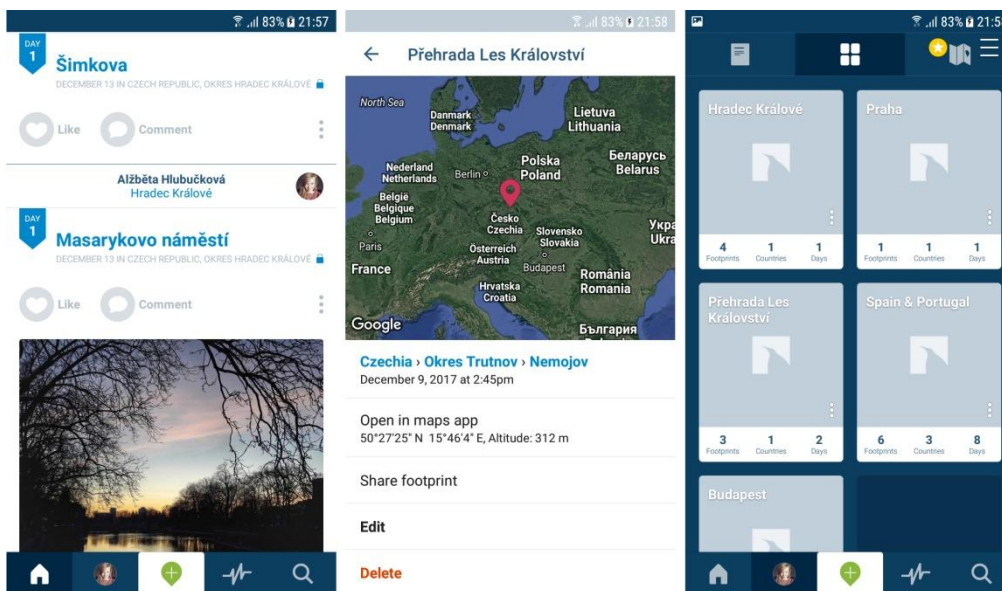 83% 21:57
DAY
1
Šimkova
DECEMBER 13 IN CZECH REPUBLIC, OKRES HRADEC KRÁLOVÉ
Like Comment
Alžběta Hlubučková
Hradec Králové
DAY
1
Masarykovo náměstí
DECEMBER 13 IN CZECH REPUBLIC, OKRES HRADEC KRÁLOVÉ
Like Comment
83% 21:58
Přehrada Les Království
North Sea
Danmark
Denmark
Lietuva
Lithuania
Nederland
Netherlands
Berlin
Polska
Poland
Беларусь
Belarus
België
Belgique
Belgium
Česko
Czechia
Slovensko
Slovakia
Укра
Ukra
Paris
Österreich
Austria
Budapest
France
România
Romania
Hrvatska
Croatia
Google
България
Czechia › Okres Trutnov › Nemojov
December 9, 2017 at 2:45pm
Open in maps app
50°27'25" N 15°46'4" E, Altitude: 312 m
Share footprint
Edit
Delete
83% 21:5
Hradec Králové
4 1 1
Footprints Countries Days
Praha
1 1 1
Footprints Countries Days
Přehrada Les
Království
3 1 2
Footprints Countries Days
Spain & Portugal
6 3 8
Footprints Countries Days
Budapest